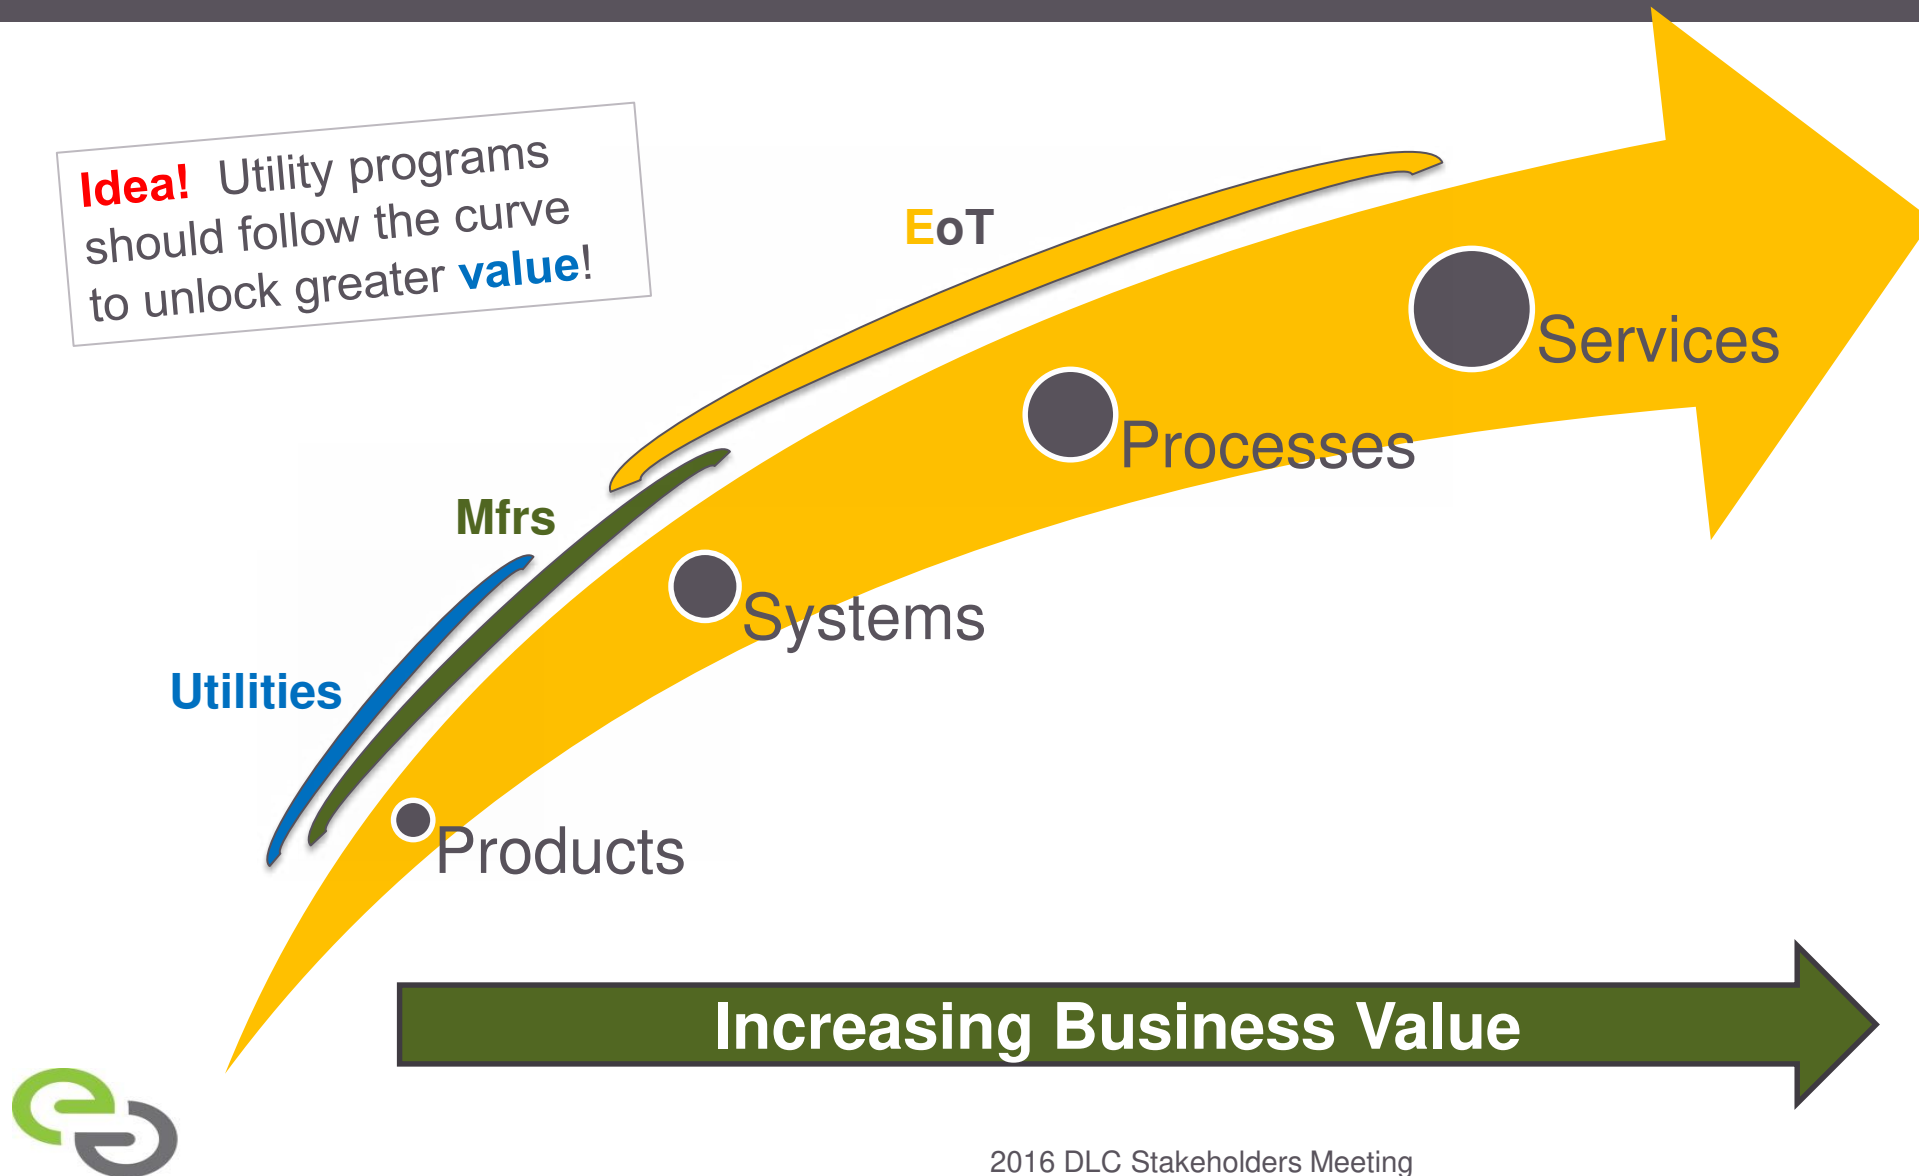 Idea! Utility programs
should follow the curve
to unlock greater value!
EoT
Services
Processes
Mfrs
Systems
Utilities
Products
Increasing Business Value
2016 DLC Stakeholders Meeting